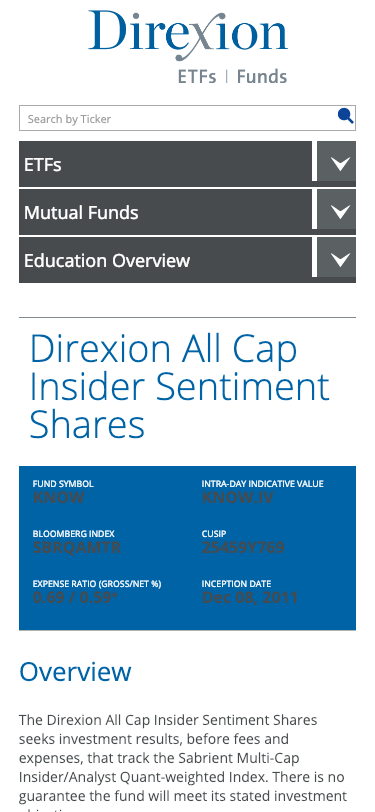 Direxion
ETFs | Funds
Search by Ticker
ETFs
Mutual Funds
Education Overview
Direxion All Cap
Insider Sentiment
Shares
FUND SYMBOL
KNOW
INTRA-DAY INDICATIVE VALUE
KNOW IV
BLOOMBERG INDEX
SBRQAMTR
CUSIP
25459Y769
EXPENSE RATIO (GROSS/NET %)
0.69 / 0.59*
INCEPTION DATE
Dec 08, 2011
Overview
The Direxion All Cap Insider Sentiment Shares
seeks investment results, before fees and
expenses, that track the Sabrient Multi-Cap
Insider/Analyst Quant-weighted Index. There is no
guarantee the fund will meet its stated investment